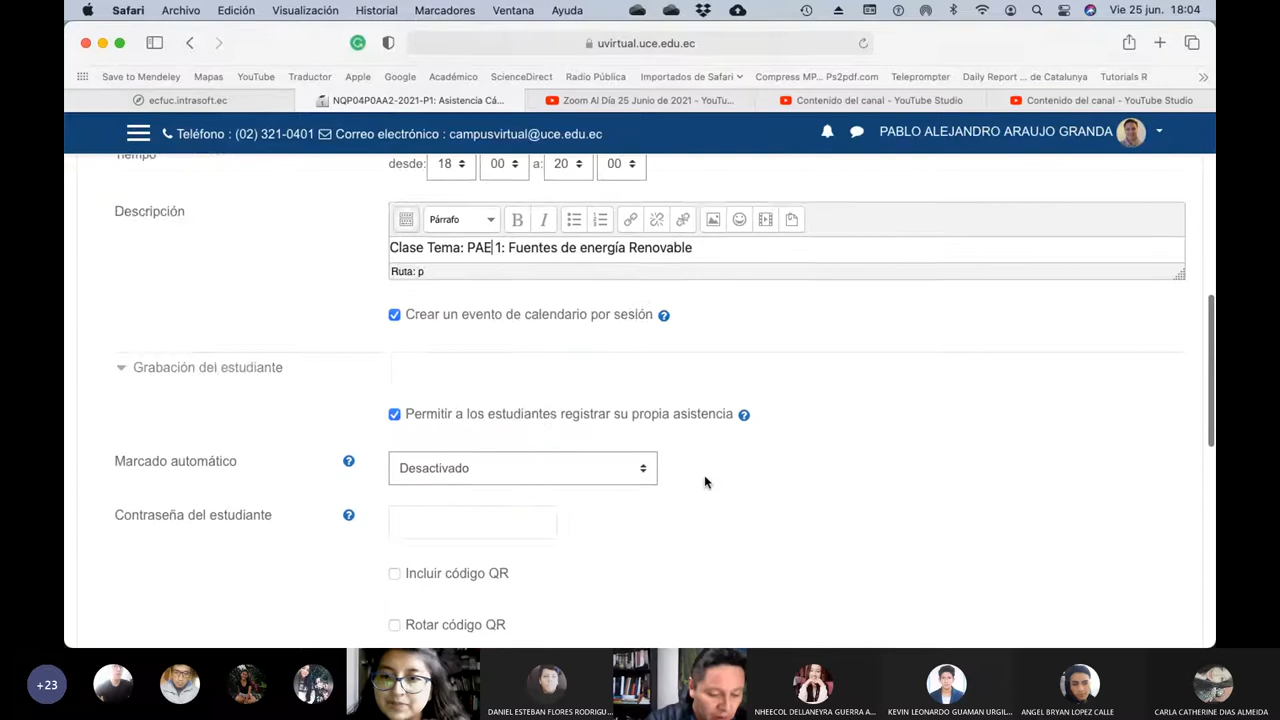 Safari Archivo Edición Visualización Historial Marcadores Ventana Ayuda Vie 25 jun. 18:04
uvirtual.uce.edu.ec
Save to Mendeley Mapas YouTube Traductor Apple Google Académico ScienceDirect Radio Pública Importados de Safari Compress MP... Ps2pdf.com Teleprompter Daily Report ... de Catalunya Tutorials R
ecfuc.intrasoft.ec NQP04P0AA2-2021-P1: Asistencia Cá... Zoom Al Día 25 Junio de 2021 - YouTu... Contenido del canal - YouTube Studio Contenido del canal - YouTube Studio
Teléfono : (02) 321-0401 Correo electrónico : campusvirtual@uce.edu.ec PABLO ALEJANDRO ARAUJO GRANDA
Tiempo desde: 18 00 a: 20 00
Descripción
Párrafo B I
Clase Tema: PAE 1: Fuentes de energía Renovable
Ruta: p
Crear un evento de calendario por sesión
Grabación del estudiante
Permitir a los estudiantes registrar su propia asistencia
Marcado automático Desactivado
Contraseña del estudiante
Incluir código QR
Rotar código QR
+23
DANIEL ESTEBAN FLORES RODRIGU... NHEECOL DELLANEYRA GUERRA A... KEVIN LEONARDO GUAMAN URGIL... ANGEL BRYAN LOPEZ CALLE CARLA CATHERINE DIAS ALMEIDA